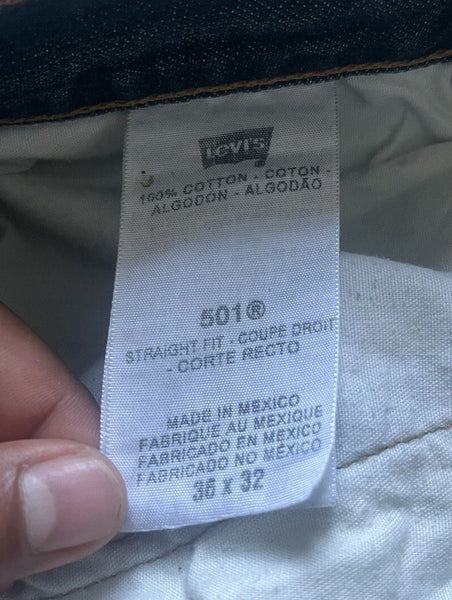 Levi's
®
100% COTTON - COTON -
ALGODON - ALGODÃO
501®
STRAIGHT FIT - COUPE DROIT
- CORTE RECTO
MADE IN MEXICO
FABRIQUE AU MEXIQUE
FABRICADO EN MEXICO
FABRICADO NO MÉXICO
36 x 32